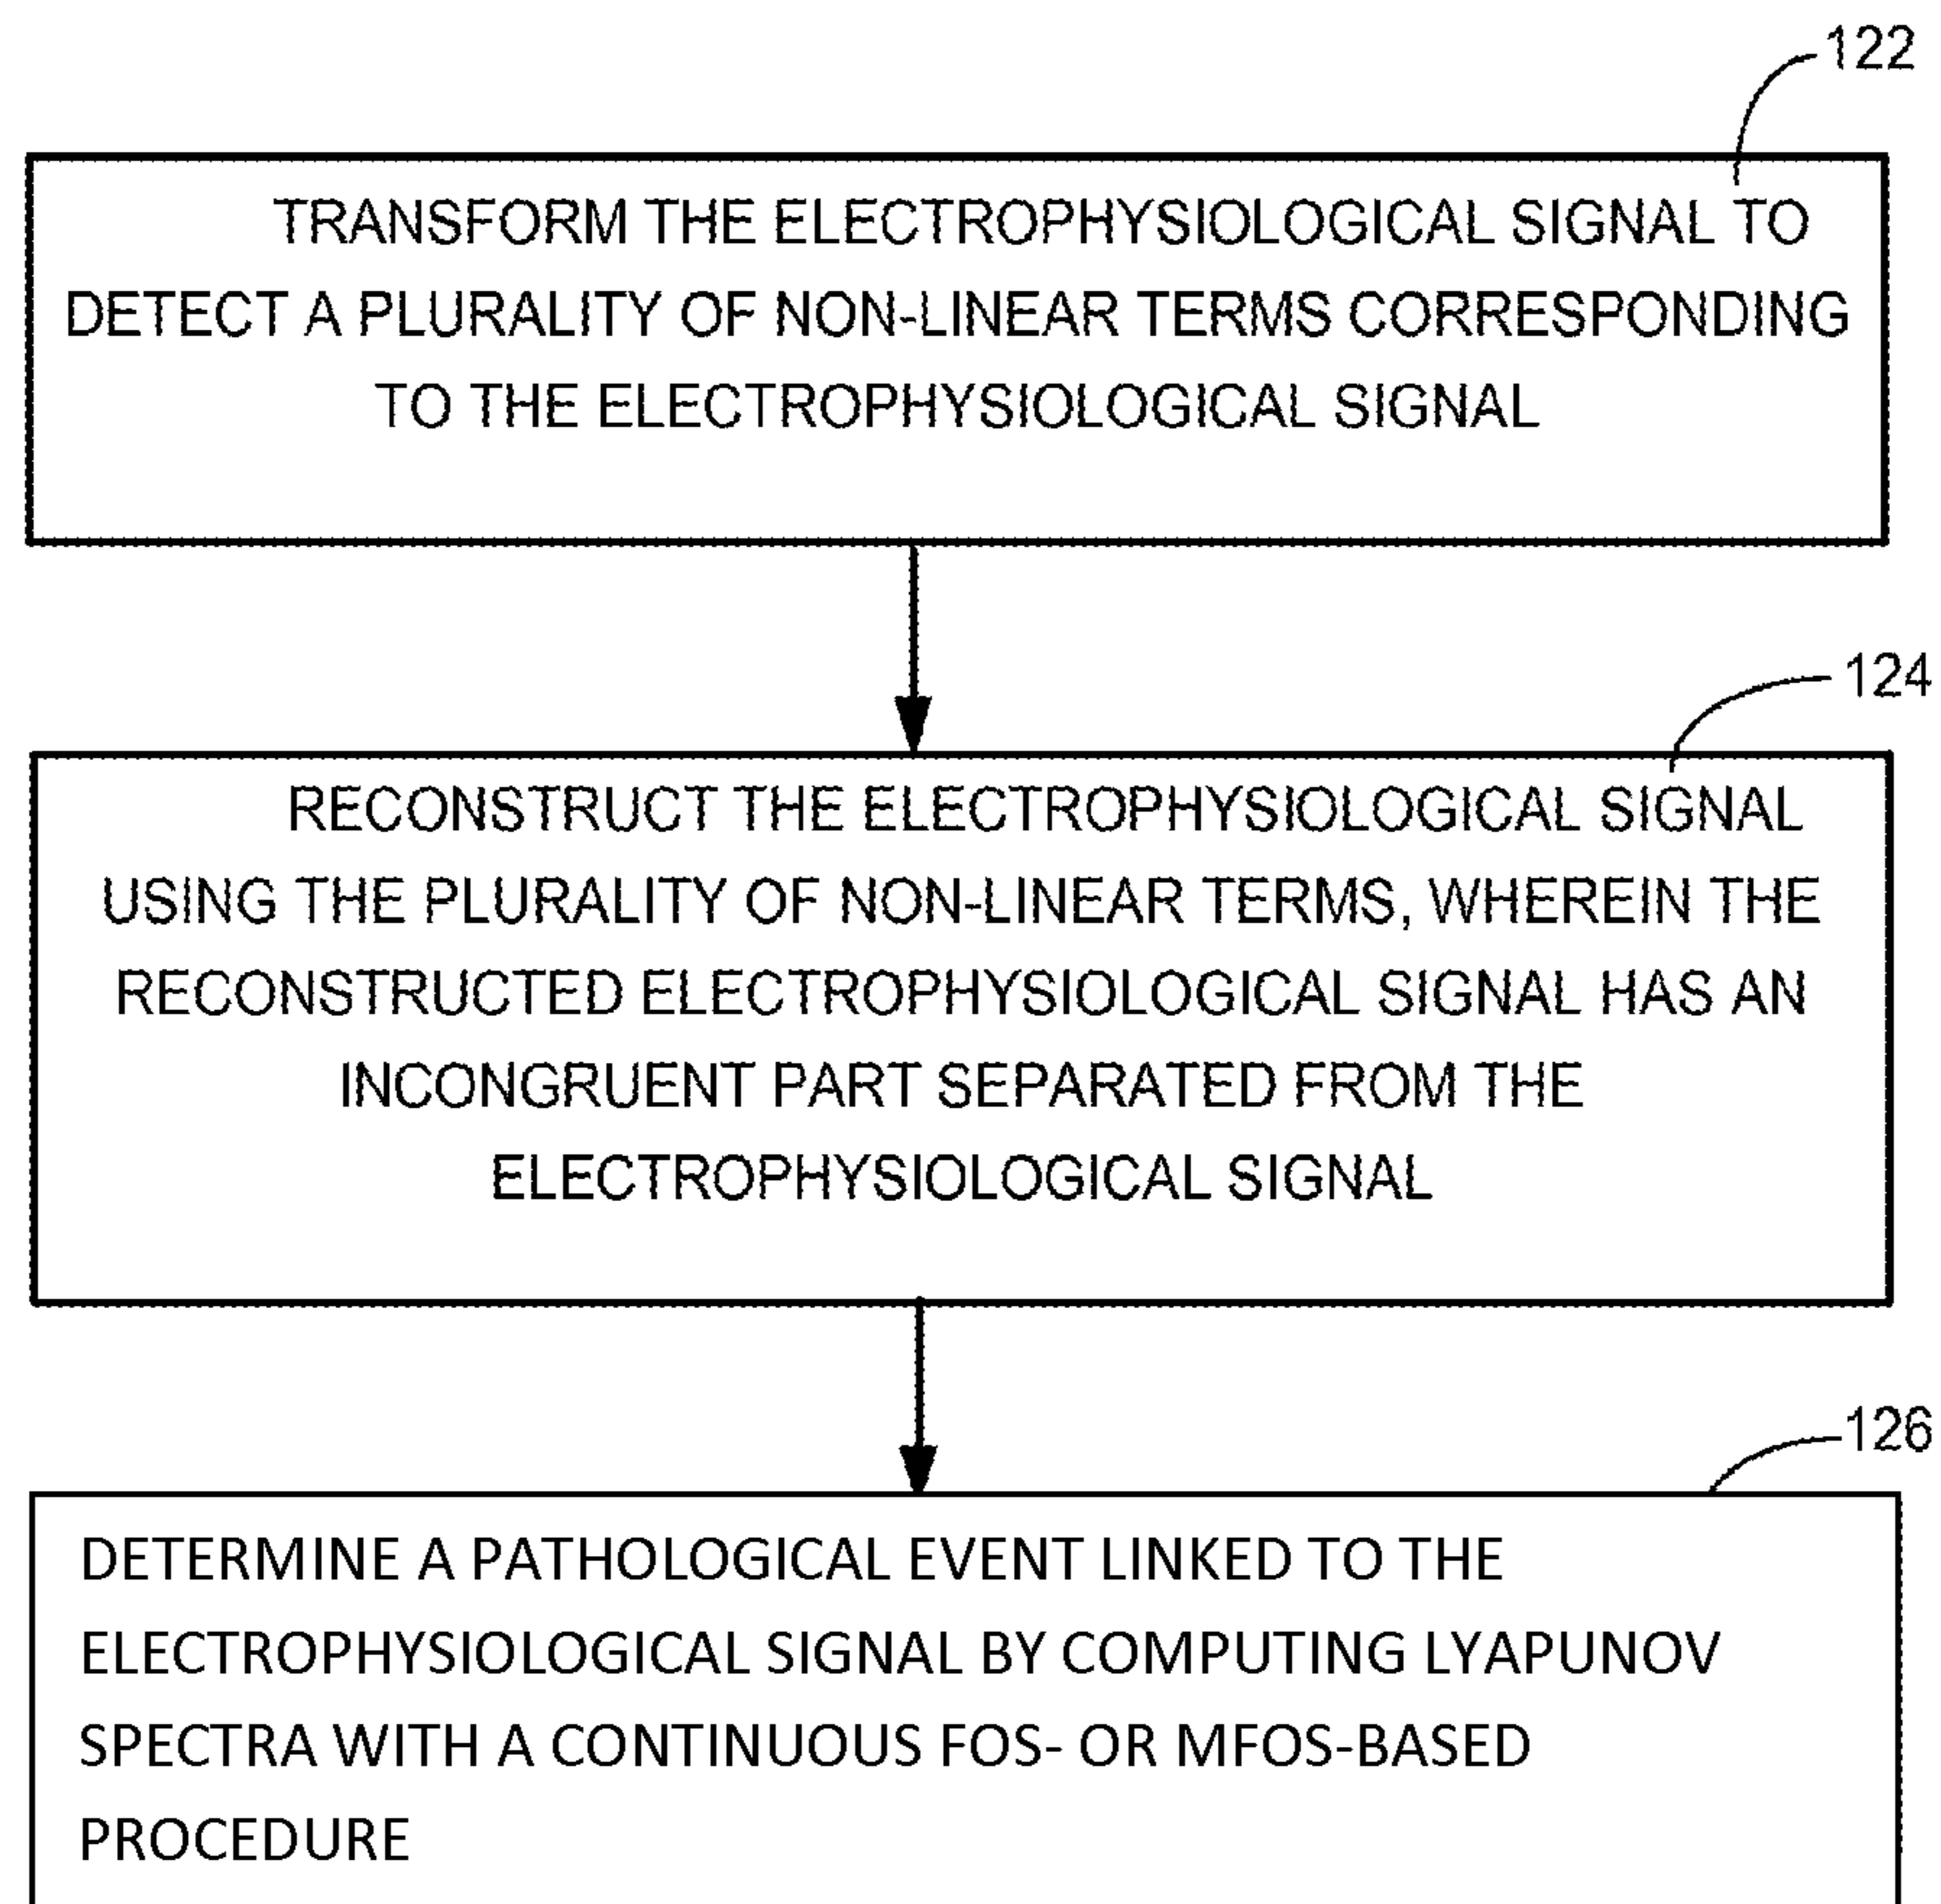 122
TRANSFORM THE ELECTROPHYSIOLOGICAL SIGNAL TO
DETECT A PLURALITY OF NON-LINEAR TERMS CORRESPONDING
TO THE ELECTROPHYSIOLOGICAL SIGNAL
124
RECONSTRUCT THE ELECTROPHYSIOLOGICAL SIGNAL
USING THE PLURALITY OF NON-LINEAR TERMS, WHEREIN THE
RECONSTRUCTED ELECTROPHYSIOLOGICAL SIGNAL HAS AN
INCONGRUENT PART SEPARATED FROM THE
ELECTROPHYSIOLOGICAL SIGNAL
126
DETERMINE A PATHOLOGICAL EVENT LINKED TO THE
ELECTROPHYSIOLOGICAL SIGNAL BY COMPUTING LYAPUNOV
SPECTRA WITH A CONTINUOUS FOS- OR MFOS-BASED
PROCEDURE